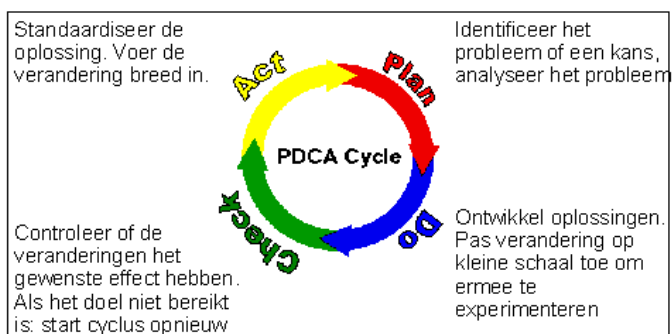 Standaardiseer de
oplossing. Voer de
verandering breed in.
Act
Plan
Identificeer het
probleem of een kans,
analyseer het probleem
PDCA Cycle
Controleer of de
veranderingen het
gewenste effect hebben.
Als het doel niet bereikt
is: start cyclus opnieuw
Check
Do
Ontwikkel oplossingen.
Pas verandering op
kleine schaal toe om
ermee te
experimenteren